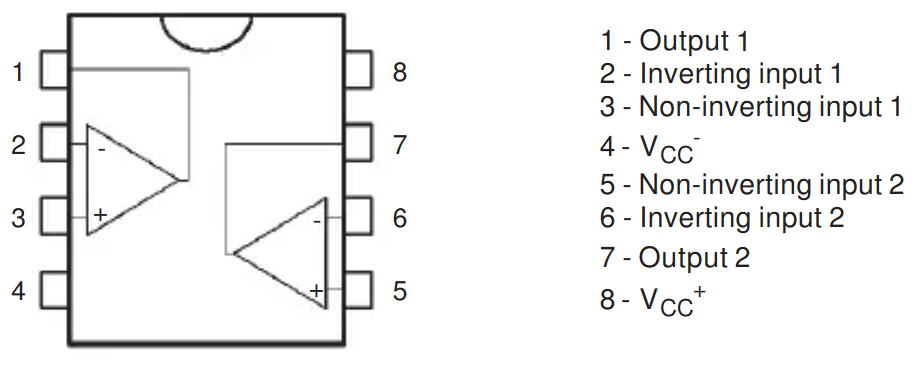 1
2
3
4
8
7
6
5
-
+
-
+
1 - Output 1
2 - Inverting input 1
3 - Non-inverting input 1
4 - VCC-
5 - Non-inverting input 2
6 - Inverting input 2
7 - Output 2
8 - VCC+